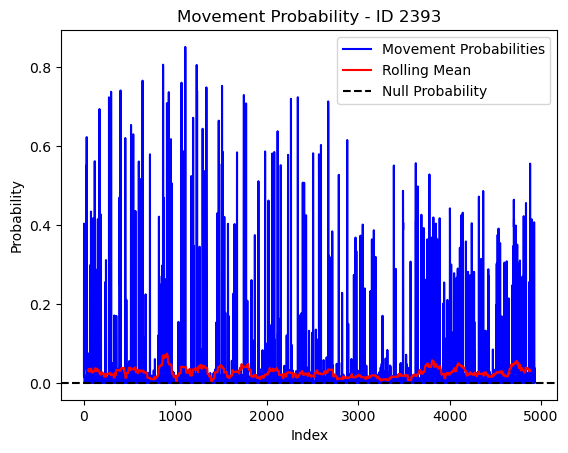 Movement Probability - ID 2393
Movement Probabilities
Rolling Mean
Null Probability
Probability
0.8
0.6
0.4
0.2
0.0
0
1000
2000
3000
4000
5000
Index